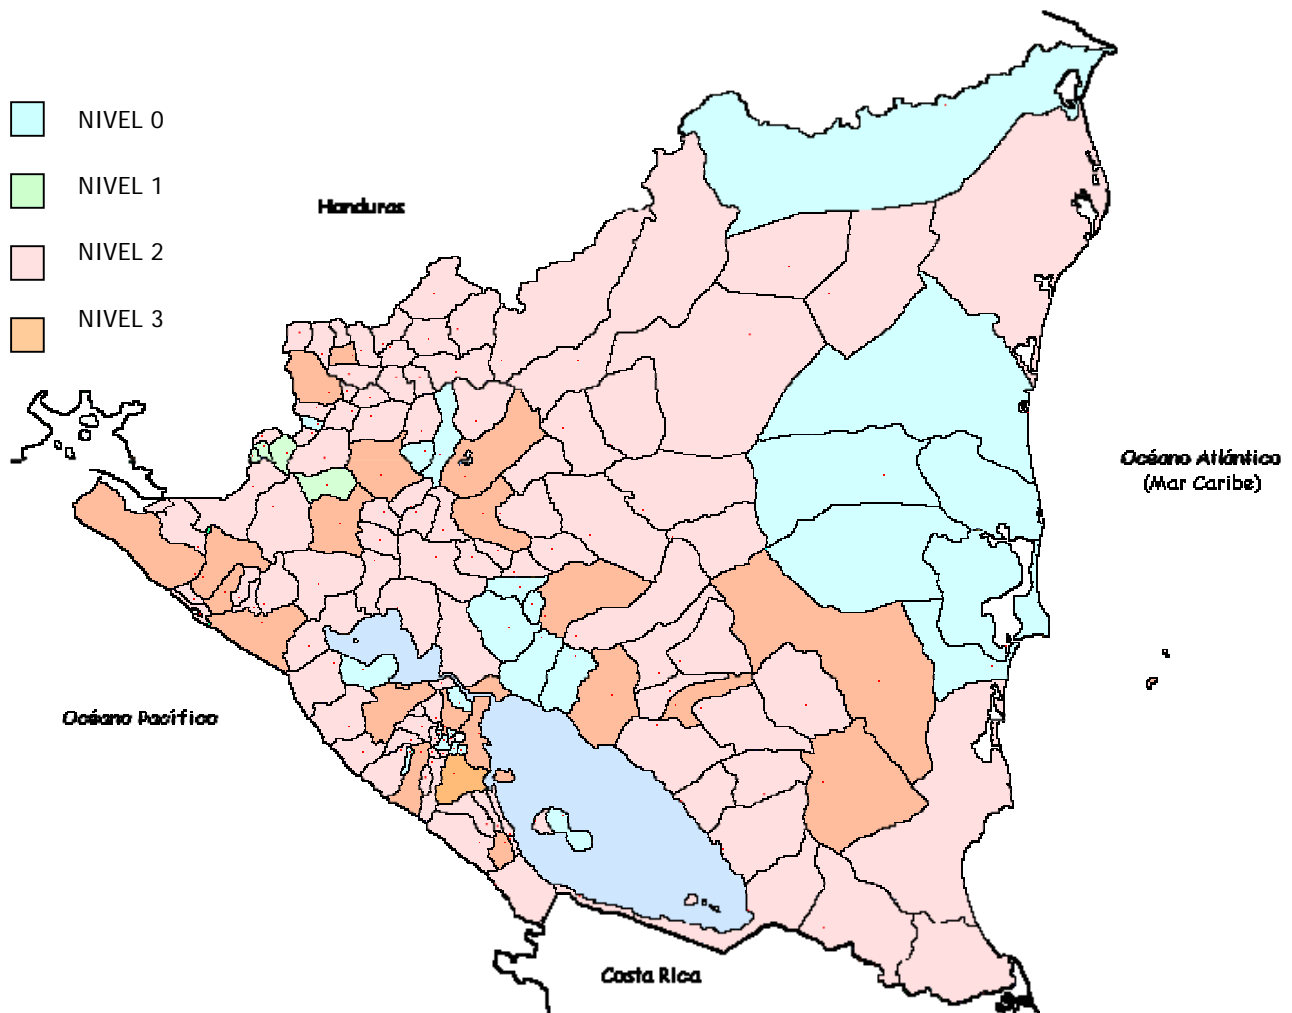 NIVEL 0
NIVEL 1
NIVEL 2
NIVEL 3
Honduras
Océano Atlántico
(Mar Caribe)
Océano Pacífico
Costa Rica